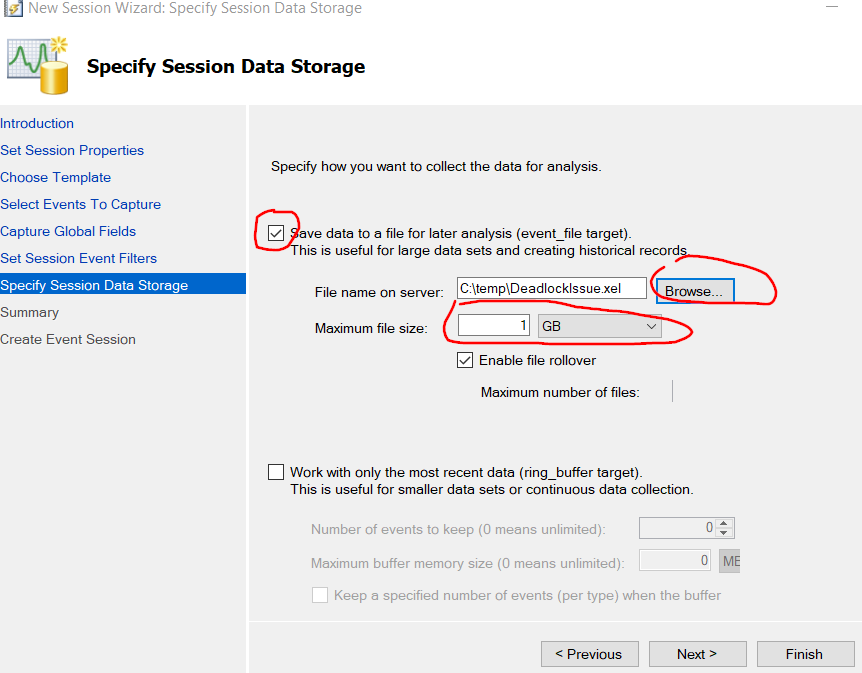 New Session Wizard: Specify Session Data Storage
Specify Session Data Storage
Introduction
Set Session Properties
Choose Template
Select Events To Capture
Capture Global Fields
Set Session Event Filters
Specify Session Data Storage
Summary
Create Event Session
Specify how you want to collect the data for analysis.
Save data to a file for later analysis (event_file target).
This is useful for large data sets and creating historical records.
File name on server: C:\temp\DeadlockIssue.xel Browse...
Maximum file size: 1 GB
Enable file rollover
Maximum number of files:
Work with only the most recent data (ring_buffer target).
This is useful for smaller data sets or continuous data collection.
Number of events to keep (0 means unlimited): 0
Maximum buffer memory size (0 means unlimited): 0 ME
Keep a specified number of events (per type) when the buffer
< Previous Next > Finish